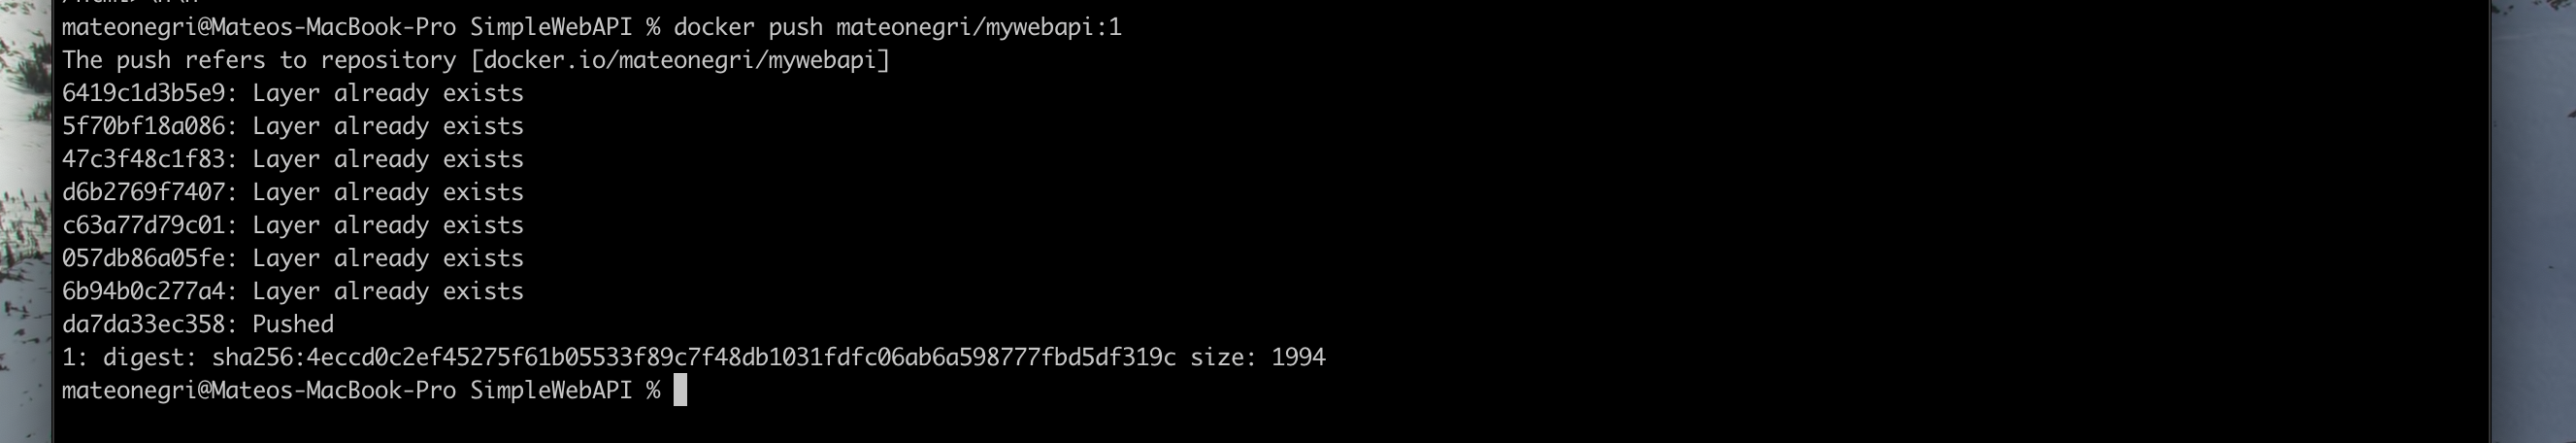 mateonegri@Mateos-MacBook-Pro SimpleWebAPI % docker push mateonegri/mywebapi:1
The push refers to repository [docker.io/mateonegri/mywebapi]
6419c1d3b5e9: Layer already exists
5f70bf18a086: Layer already exists
47c3f48c1f83: Layer already exists
d6b2769f7407: Layer already exists
c63a77d79c01: Layer already exists
057db86a05fe: Layer already exists
6b94b0c277a4: Layer already exists
da7da33ec358: Pushed
1: digest: sha256:4eccd0c2ef45275f61b05533f89c7f48db1031fdfc06ab6a598777fbd5df319c size: 1994
mateonegri@Mateos-MacBook-Pro SimpleWebAPI %